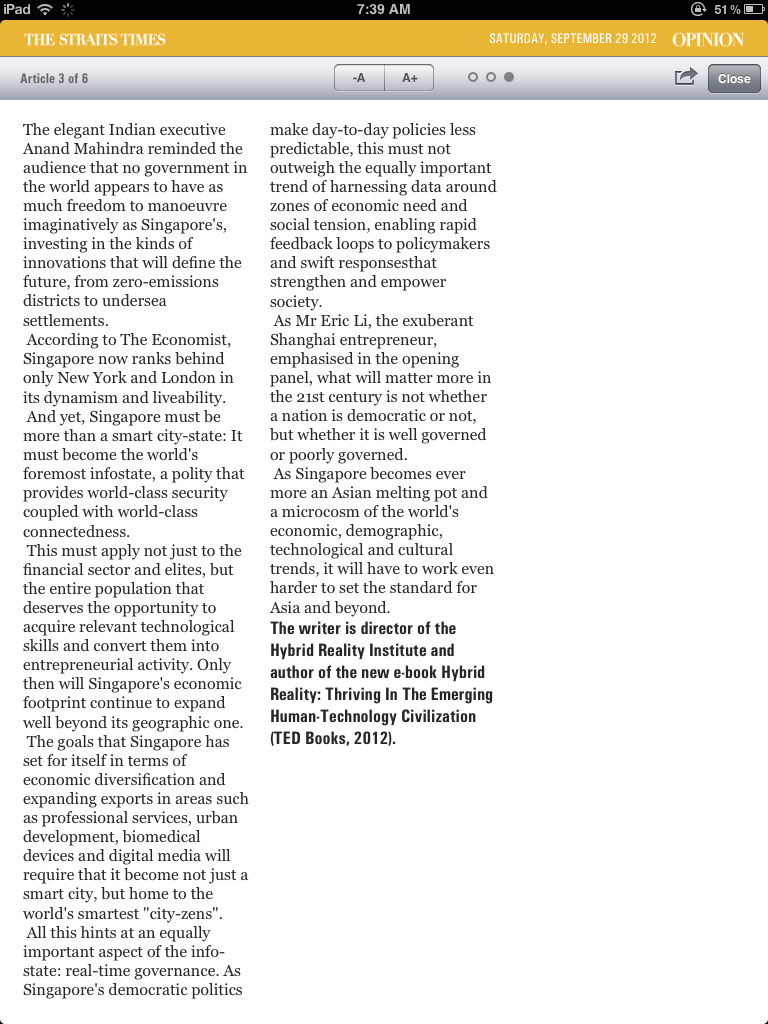 iPad 7:39 AM 51 %
THE STRAITS TIMES SATURDAY, SEPTEMBER 29 2012 OPINION
Article 3 of 6 -A A+ Close
The elegant Indian executive
Anand Mahindra reminded the
audience that no government in
the world appears to have as
much freedom to manoeuvre
imaginatively as Singapore's,
investing in the kinds of
innovations that will define the
future, from zero-emissions
districts to undersea
settlements.
According to The Economist,
Singapore now ranks behind
only New York and London in
its dynamism and liveability.
And yet, Singapore must be
more than a smart city-state: It
must become the world's
foremost infostate, a polity that
provides world-class security
coupled with world-class
connectedness.
This must apply not just to the
financial sector and elites, but
the entire population that
deserves the opportunity to
acquire relevant technological
skills and convert them into
entrepreneurial activity. Only
then will Singapore's economic
footprint continue to expand
well beyond its geographic one.
The goals that Singapore has
set for itself in terms of
economic diversification and
expanding exports in areas such
as professional services, urban
development, biomedical
devices and digital media will
require that it become not just a
smart city, but home to the
world's smartest "city-zens".
All this hints at an equally
important aspect of the info-
state: real-time governance. As
Singapore's democratic politics
make day-to-day policies less
predictable, this must not
outweigh the equally important
trend of harnessing data around
zones of economic need and
social tension, enabling rapid
feedback loops to policymakers
and swift responsesthat
strengthen and empower
society.
As Mr Eric Li, the exuberant
Shanghai entrepreneur,
emphasised in the opening
panel, what will matter more in
the 21st century is not whether
a nation is democratic or not,
but whether it is well governed
or poorly governed.
As Singapore becomes ever
more an Asian melting pot and
a microcosm of the world's
economic, demographic,
technological and cultural
trends, it will have to work even
harder to set the standard for
Asia and beyond.
The writer is director of the
Hybrid Reality Institute and
author of the new e-book Hybrid
Reality: Thriving In The Emerging
Human-Technology Civilization
(TED Books, 2012).